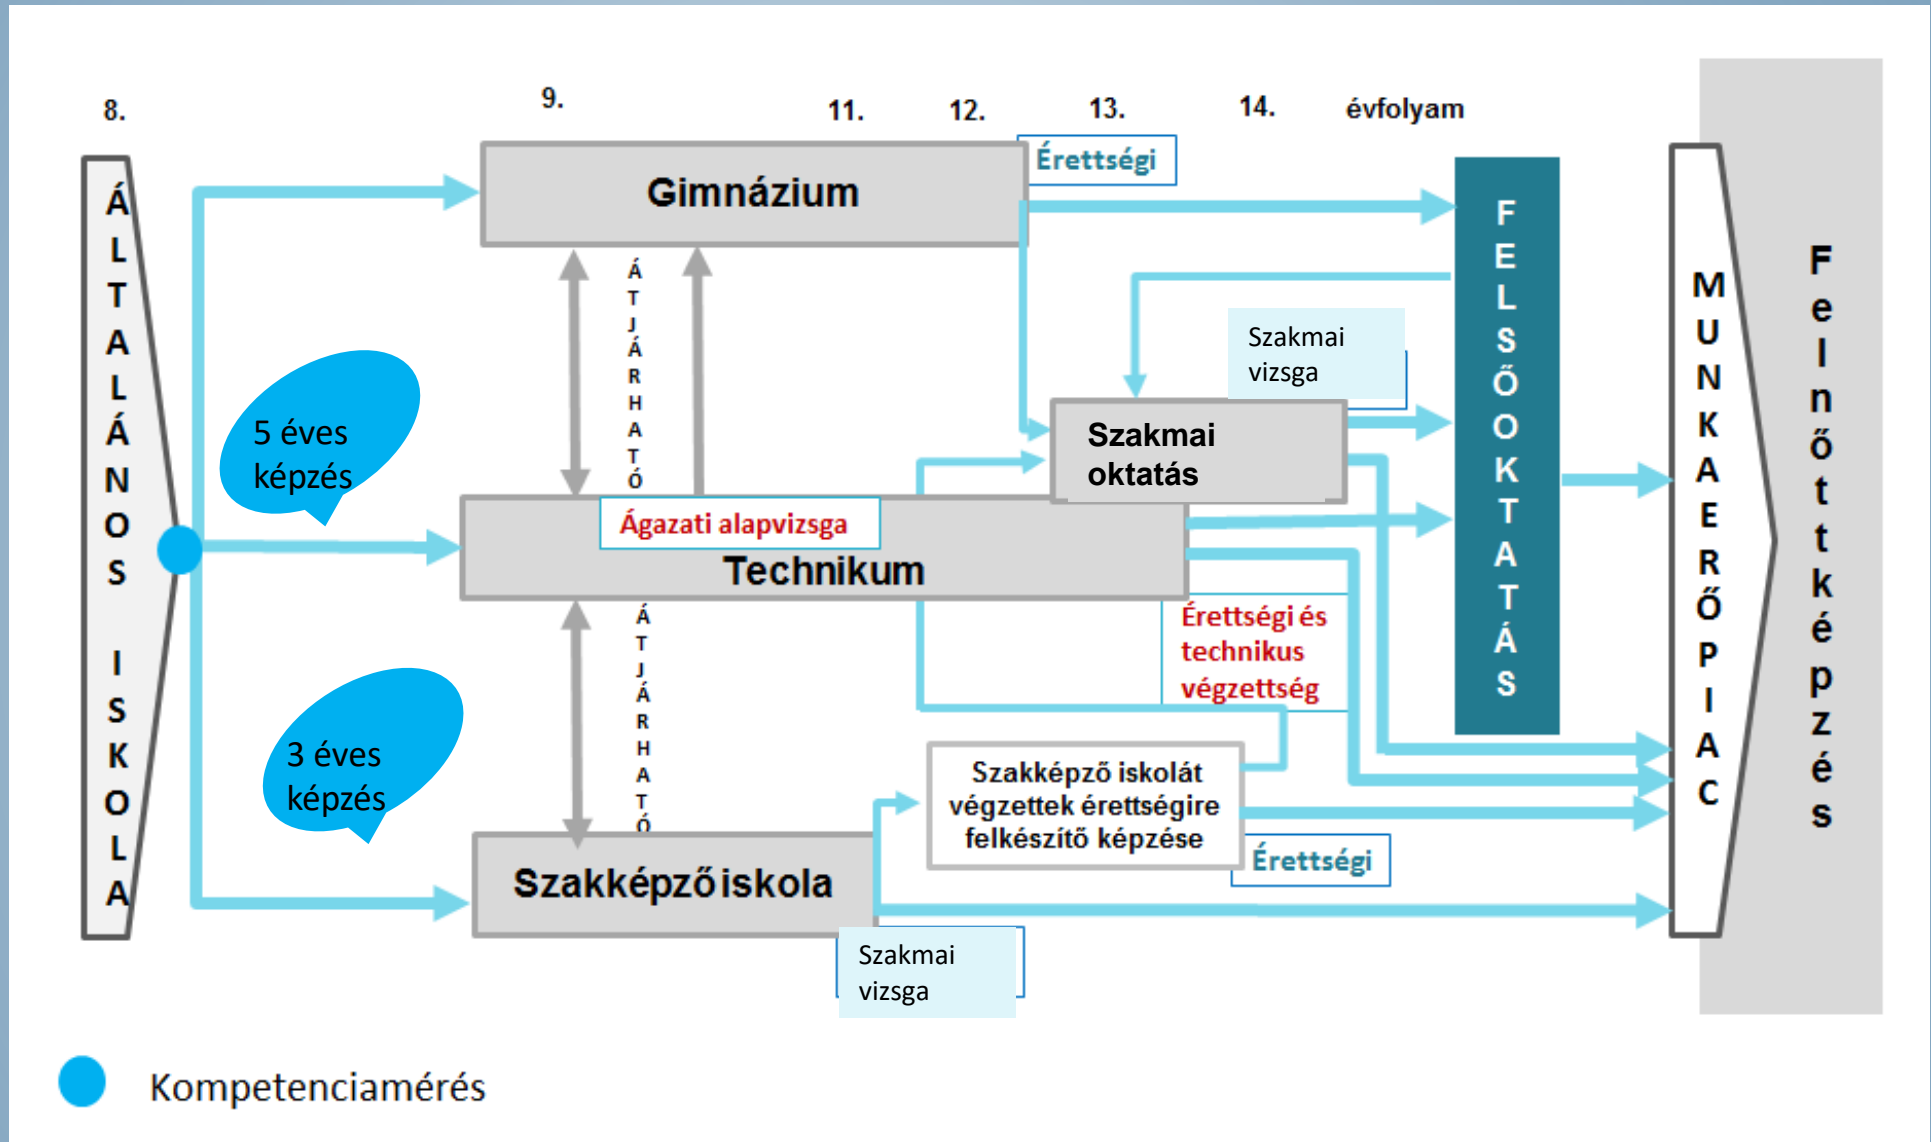 8.
9.
11.
12.
13.
14.
évfolyam
ÁLTALÁNOS ISKOLA
Gimnázium
Érettségi
ÁTJÁRHATÓ
5 éves
képzés
Szakmai
vizsga
Szakmai
oktatás
Ágazati alapvizsga
Technikum
Érettségi és
technikus
végzettség
ÁTJÁRHATÓ
3 éves
képzés
Szakképző iskolát
végzettek érettségire
felkészítő képzése
Érettségi
Szakképző iskola
Szakmai
vizsga
FELSŐOKTATÁS
MUNKAERŐPIAC
Felnőttképzés
Kompetenciamérés